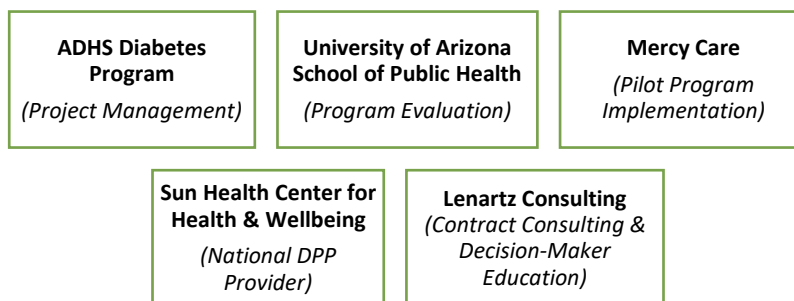 ADHS Diabetes
Program
(Project Management)
University of Arizona
School of Public Health
(Program Evaluation)
Mercy Care
(Pilot Program
Implementation)
Sun Health Center for
Health & Wellbeing
(National DPP
Provider)
Lenartz Consulting
(Contract Consulting &
Decision-Maker
Education)